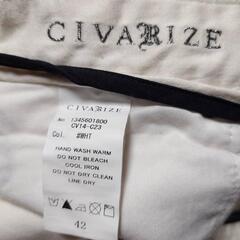 CIVARIZE
CIVARIZE
No 1345601800
CV14-C23
Col. #WHT
HAND WASH WARM
DO NOT BLEACH
COOL IRON
DO NOT DRY CLEAN
LINE DRY
42